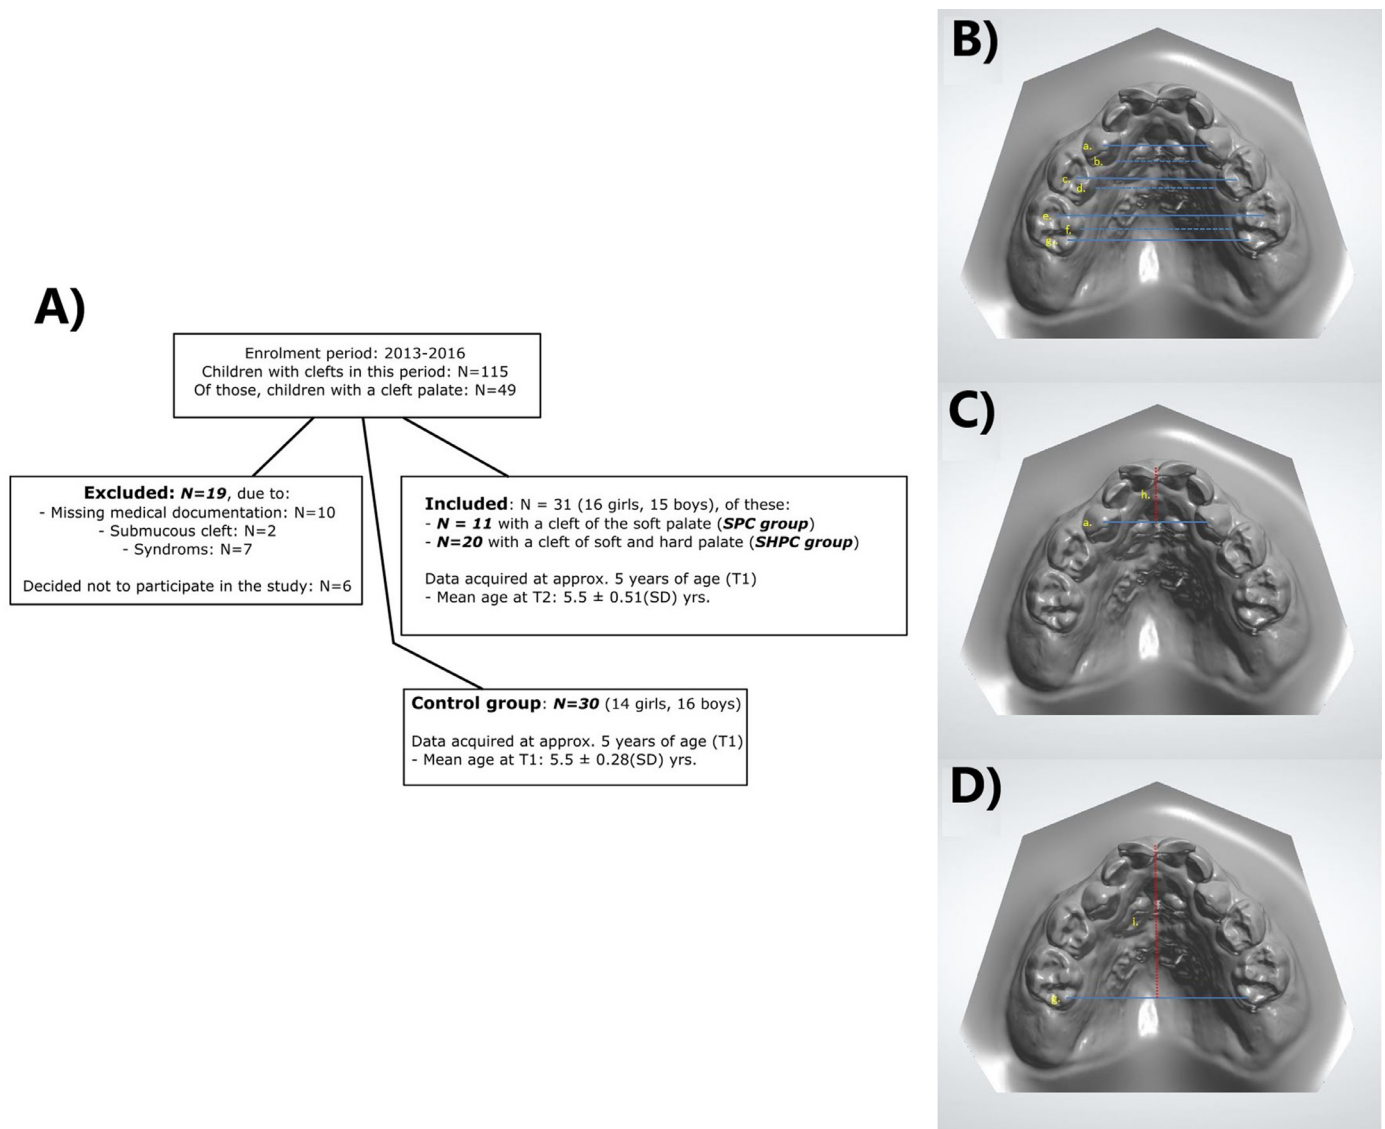 A)
Enrolment period: 2013-2016
Children with clefts in this period: N=115
Of those, children with a cleft palate: N=49
Excluded: N=19, due to:
- Missing medical documentation: N=10
- Submucous cleft: N=2
- Syndroms: N=7
Decided not to participate in the study: N=6
Included: N = 31 (16 girls, 15 boys), of these:
- N = 11 with a cleft of the soft palate (SPC group)
- N=20 with a cleft of soft and hard palate (SHPC group)
Data acquired at approx. 5 years of age (T1)
- Mean age at T2: 5.5 ± 0.51(SD) yrs.
Control group: N=30 (14 girls, 16 boys)
Data acquired at approx. 5 years of age (T1)
- Mean age at T1: 5.5 ± 0.28(SD) yrs.
B)
a.
b.
c.
d.
e.
f.
g.
C)
h.
a.
D)
i.
g.